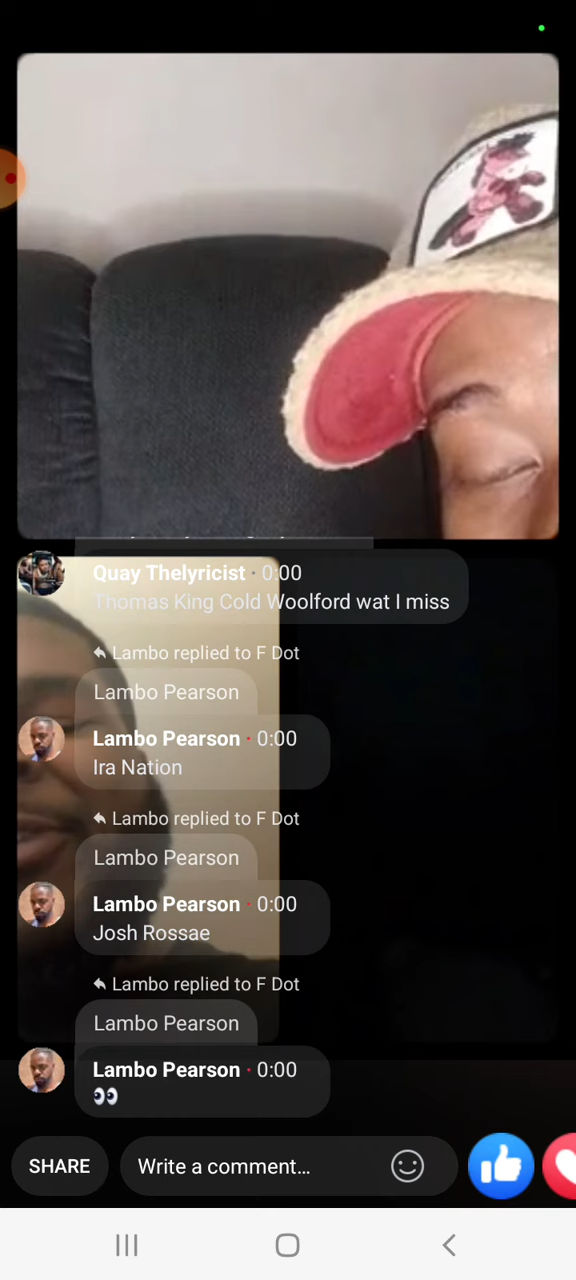 Quay Thelyricist · 0:00
Thomas King Cold Woolford wat I miss
Lambo replied to F Dot
Lambo Pearson
Lambo Pearson · 0:00
Ira Nation
Lambo replied to F Dot
Lambo Pearson
Lambo Pearson · 0:00
Josh Rossae
Lambo replied to F Dot
Lambo Pearson
Lambo Pearson · 0:00
👀
SHARE
Write a comment...